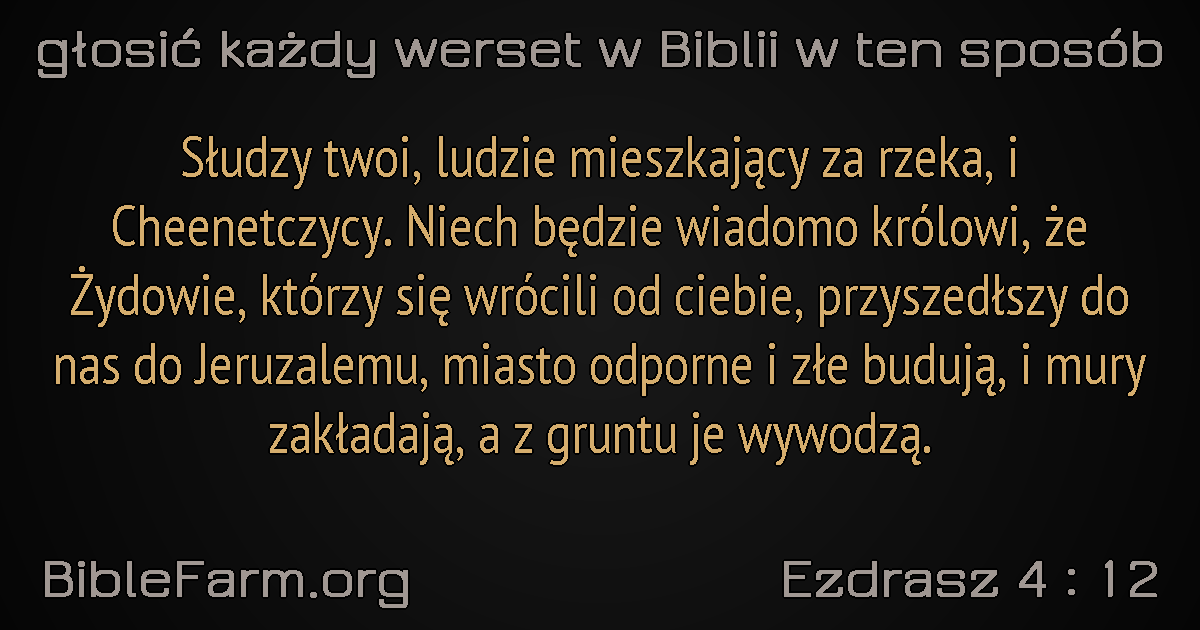 głosić każdy werset w Biblii w ten sposób
Słudzy twoi, ludzie mieszkający za rzeka, i
Cheenetczycy. Niech będzie wiadomo królowi, że
Żydowie, którzy się wrócili od ciebie, przyszedłszy do
nas do Jeruzalemu, miasto odporne i złe budują, i mury
zakładają, a z gruntu je wywodzą.
BibleFarm.org
Ezdrasz 4 : 12